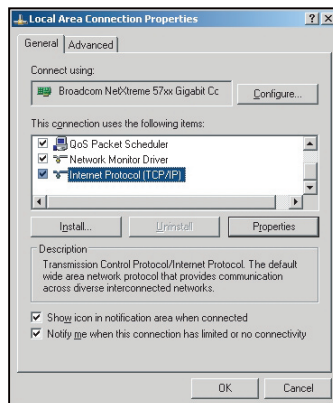 Local Area Connection Properties
General
Advanced
Connect using:
Broadcom NetXtreme 57xx Gigabit Cc
Configure...
This connection uses the following items:
QoS Packet Scheduler
Network Monitor Driver
Internet Protocol (TCP/IP)
Install...
Uninstall
Properties
Description
Transmission Control Protocol/Internet Protocol. The default
wide area network protocol that provides communication
across diverse interconnected networks.
Show icon in notification area when connected
Notify me when this connection has limited or no connectivity
OK
Cancel